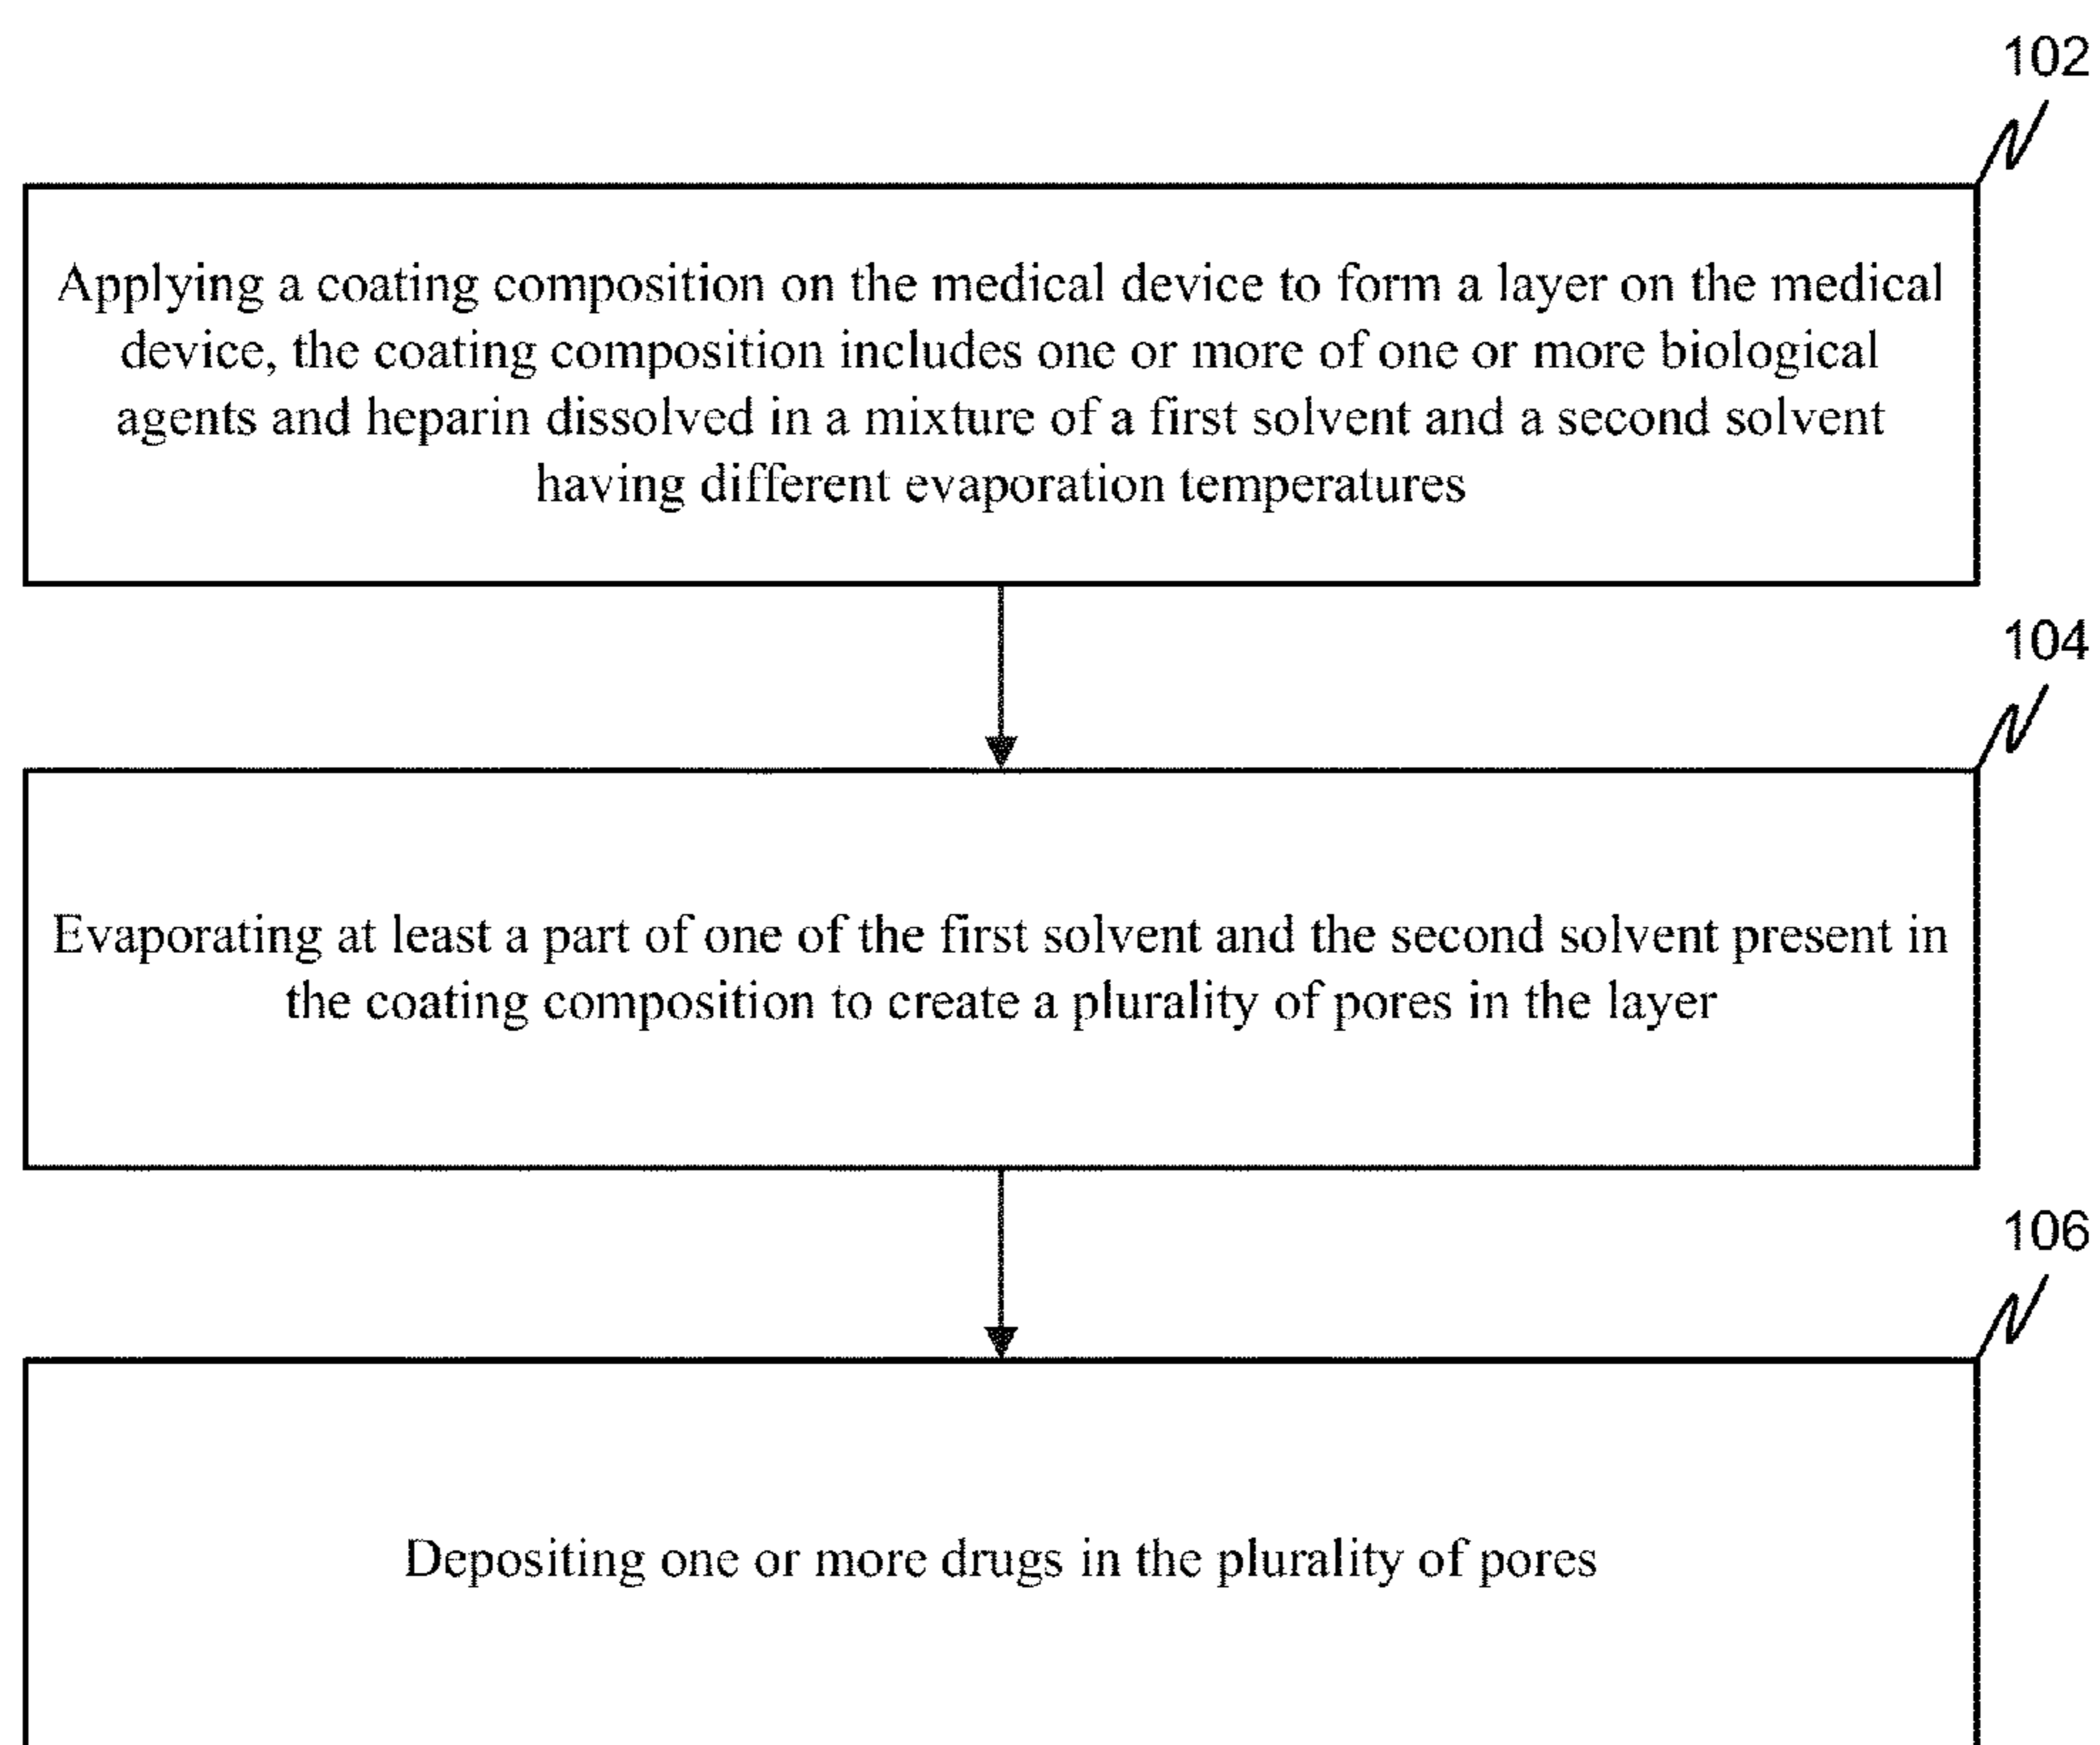 102
Applying a coating composition on the medical device to form a layer on the medical
device, the coating composition includes one or more of one or more biological
agents and heparin dissolved in a mixture of a first solvent and a second solvent
having different evaporation temperatures
104
Evaporating at least a part of one of the first solvent and the second solvent present in
the coating composition to create a plurality of pores in the layer
106
Depositing one or more drugs in the plurality of pores